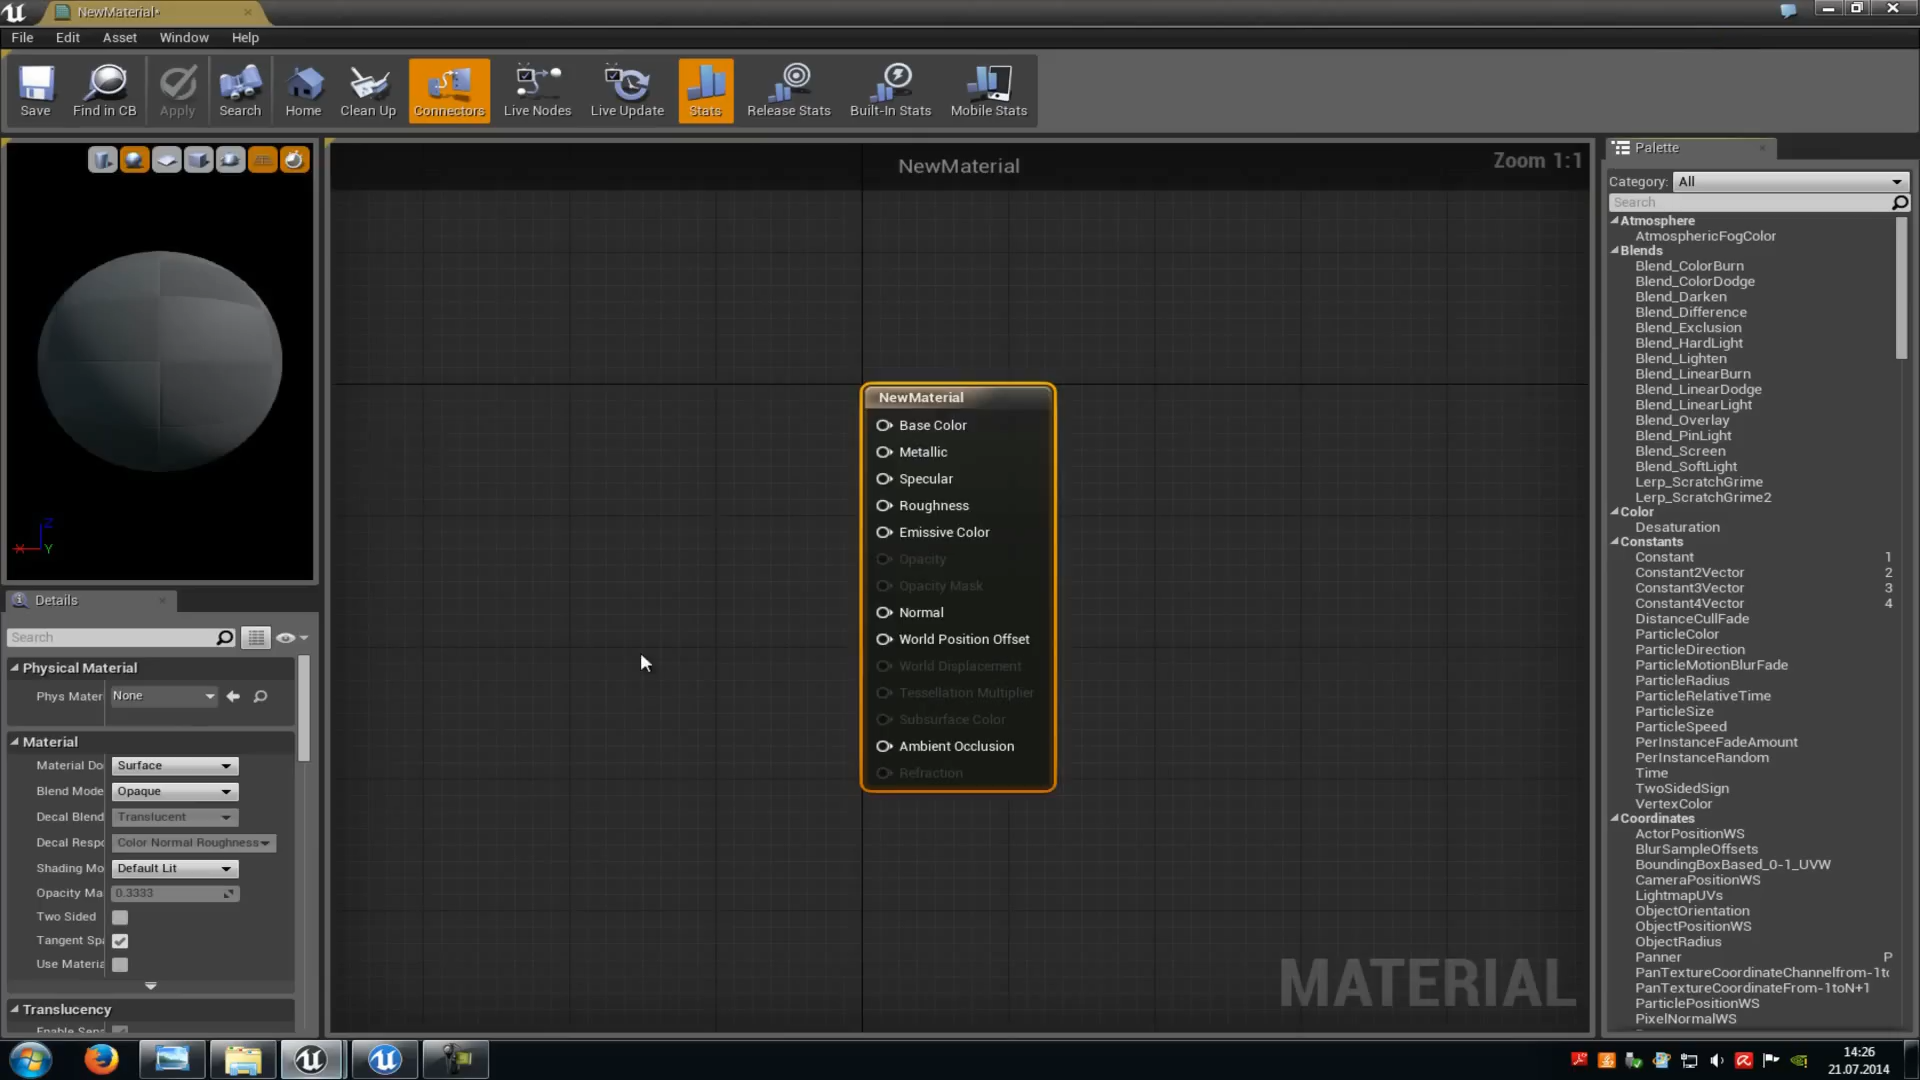 NewMaterial*
File Edit Asset Window Help
Save Find in CB Apply Search Home Clean Up Connectors Live Nodes Live Update Stats Release Stats Built-In Stats Mobile Stats
NewMaterial
Zoom 1:1
Z
X Y
NewMaterial
Base Color
Metallic
Specular
Roughness
Emissive Color
Opacity
Opacity Mask
Normal
World Position Offset
World Displacement
Tessellation Multiplier
Subsurface Color
Ambient Occlusion
Refraction
MATERIAL
Details
Search
Physical Material
Phys Mater None
Material
Material Do Surface
Blend Mode Opaque
Decal Blend Translucent
Decal Respo Color Normal Roughness
Shading Mo Default Lit
Opacity Ma 0.3333
Two Sided
Tangent Spa
Use Materia
Translucency
Enable Sepa
Palette
Category: All
Search
Atmosphere
AtmosphericFogColor
Blends
Blend_ColorBurn
Blend_ColorDodge
Blend_Darken
Blend_Difference
Blend_Exclusion
Blend_HardLight
Blend_Lighten
Blend_LinearBurn
Blend_LinearDodge
Blend_LinearLight
Blend_Overlay
Blend_PinLight
Blend_Screen
Blend_SoftLight
Lerp_ScratchGrime
Lerp_ScratchGrime2
Color
Desaturation
Constants
Constant 1
Constant2Vector 2
Constant3Vector 3
Constant4Vector 4
DistanceCullFade
ParticleColor
ParticleDirection
ParticleMotionBlurFade
ParticleRadius
ParticleRelativeTime
ParticleSize
ParticleSpeed
PerInstanceFadeAmount
PerInstanceRandom
Time
TwoSidedSign
VertexColor
Coordinates
ActorPositionWS
BlurSampleOffsets
BoundingBoxBased_0-1_UVW
CameraPositionWS
LightmapUVs
ObjectOrientation
ObjectPositionWS
ObjectRadius
Panner P
PanTextureCoordinateChannelfrom-1to
PanTextureCoordinateFrom-1toN+1
ParticlePositionWS
PixelNormalWS
14:26
21.07.2014